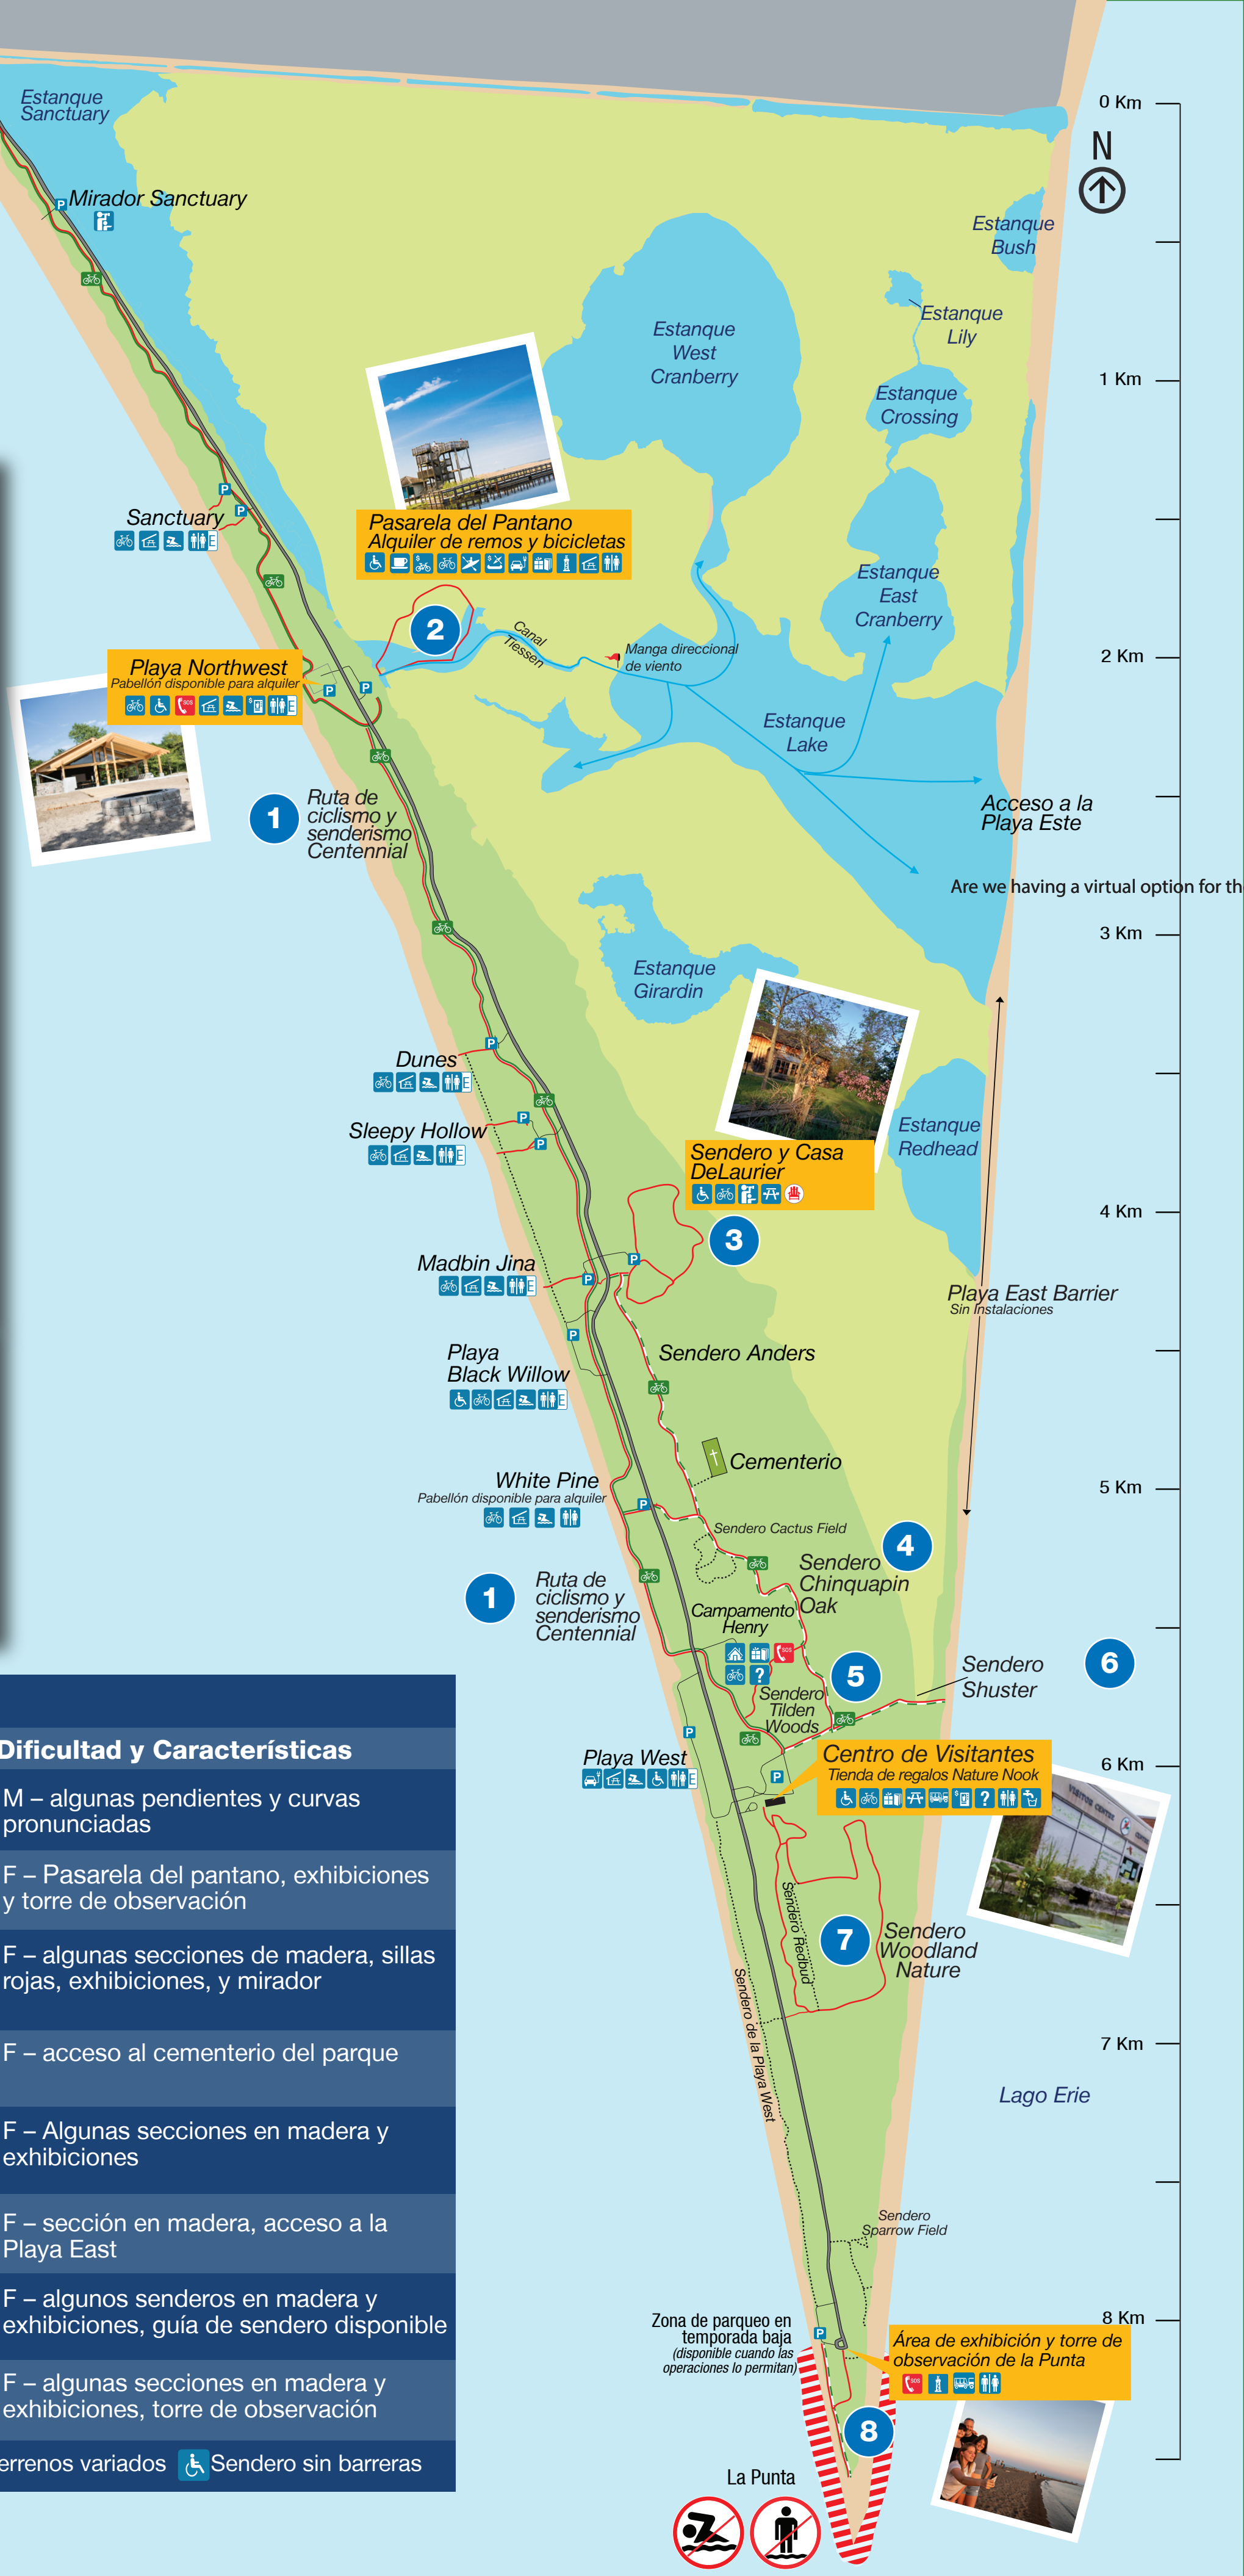 Estanque
Sanctuary
Mirador Sanctuary
0 Km
N
Estanque
Bush
Estanque
Lily
Estanque
West
Cranberry
1 Km
Estanque
Crossing
Sanctuary
E
Pasarela del Pantano
Alquiler de remos y bicicletas
Estanque
East
Cranberry
2
Canal
Tiessen
Manga direccional
de viento
2 Km
Playa Northwest
Pabellón disponible para alquiler
SOS
E
Estanque
Lake
1
Ruta de
ciclismo y
senderismo
Centennial
Acceso a la
Playa Este
Are we having a virtual option for th
3 Km
Estanque
Girardin
Dunes
E
Sleepy Hollow
E
Estanque
Redhead
Sendero y Casa
DeLaurier
3
4 Km
Madbin Jina
E
Playa East Barrier
Sin Instalaciones
Playa
Black Willow
E
Sendero Anders
Cementerio
White Pine
Pabellón disponible para alquiler
5 Km
Sendero Cactus Field
4
Sendero
Chinquapin
Oak
1
Ruta de
ciclismo y
senderismo
Centennial
Campamento
Henry
SOS
?
5
6
Sendero
Shuster
Sendero
Tilden
Woods
Playa West
E
Centro de Visitantes
Tienda de regalos Nature Nook
?
6 Km
VISITOR CENTRE
Sendero Redbud
7
Sendero
Woodland
Nature
Sendero de la Playa West
7 Km
Lago Erie
Sendero
Sparrow Field
8 Km
Zona de parqueo en
temporada baja
(disponible cuando las
operaciones lo permitan)
Área de exhibición y torre de
observación de la Punta
SOS
8
La Punta
Dificultad y Características
M – algunas pendientes y curvas
pronunciadas
F – Pasarela del pantano, exhibiciones
y torre de observación
F – algunas secciones de madera, sillas
rojas, exhibiciones, y mirador
F – acceso al cementerio del parque
F – Algunas secciones en madera y
exhibiciones
F – sección en madera, acceso a la
Playa East
F – algunos senderos en madera y
exhibiciones, guía de sendero disponible
F – algunas secciones en madera y
exhibiciones, torre de observación
errenos variados Sendero sin barreras